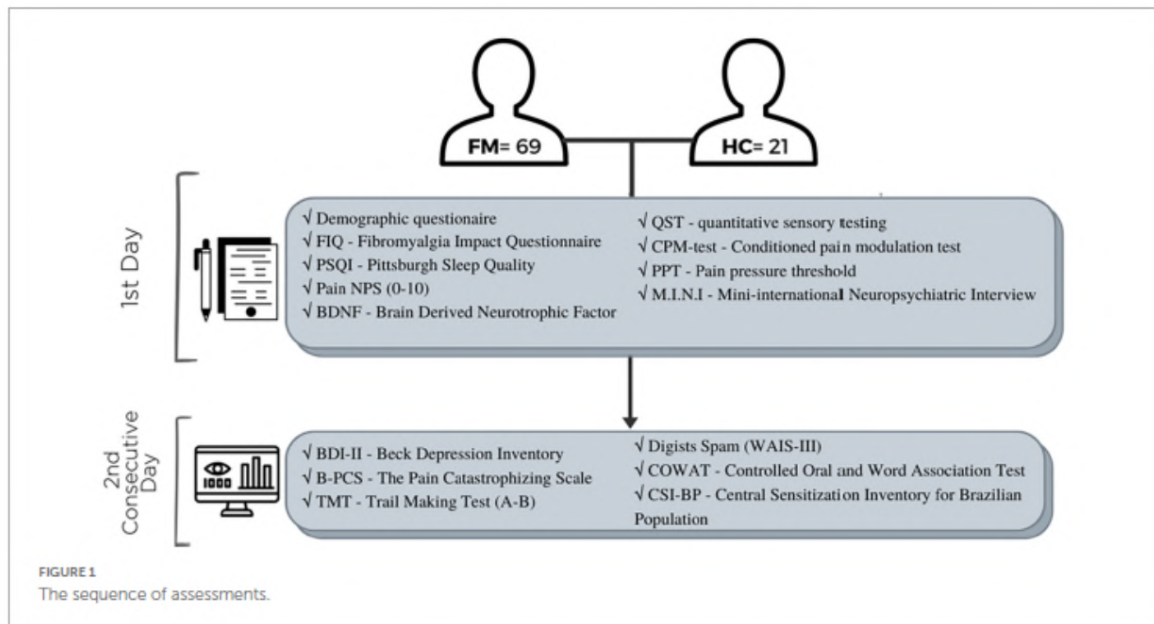 FM= 69
HC= 21
1st Day
√ Demographic questionaire
√ FIQ - Fibromyalgia Impact Questionnaire
√ PSQI - Pittsburgh Sleep Quality
√ Pain NPS (0-10)
√ BDNF - Brain Derived Neurotrophic Factor
√ QST - quantitative sensory testing
√ CPM-test - Conditioned pain modulation test
√ PPT - Pain pressure threshold
√ M.I.N.I - Mini-international Neuropsychiatric Interview
2nd
Consecutive
Day
1000
√ BDI-II - Beck Depression Inventory
√ B-PCS - The Pain Catastrophizing Scale
√ TMT - Trail Making Test (A-B)
√ Digists Spam (WAIS-III)
√ COWAT - Controlled Oral and Word Association Test
√ CSI-BP - Central Sensitization Inventory for Brazilian
Population
FIGURE 1
The sequence of assessments.